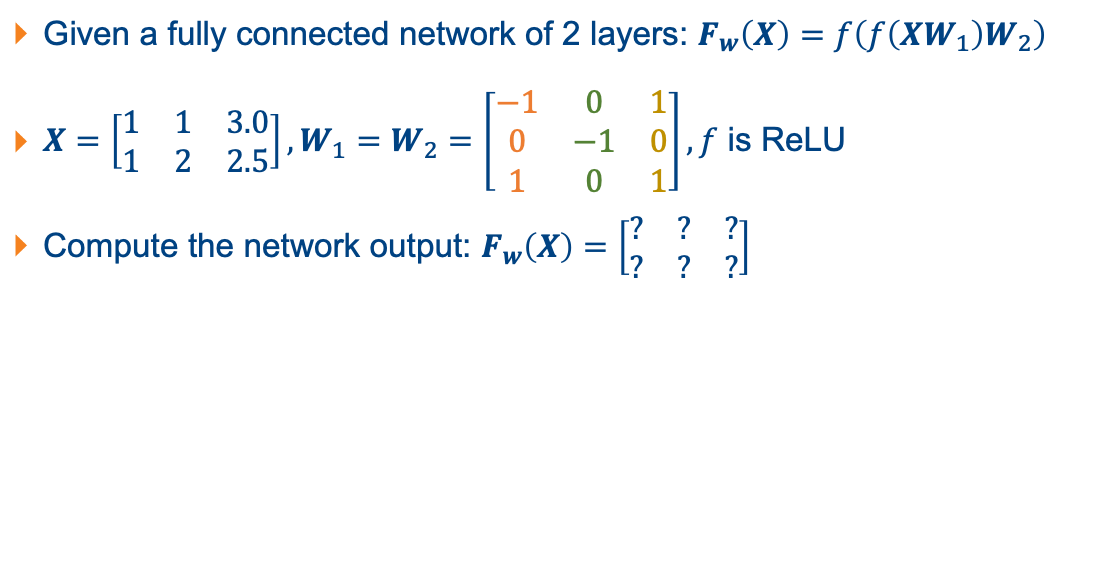 Given a fully connected network of 2 layers: F_w(X) = f(f(XW_1)W_2)
X = [1 1 3.0; 1 2 2.5], W_1 = W_2 = [−1 0 1; 0 −1 0; 1 0 1], f is ReLU
Compute the network output: F_w(X) = [? ? ?; ? ? ?]